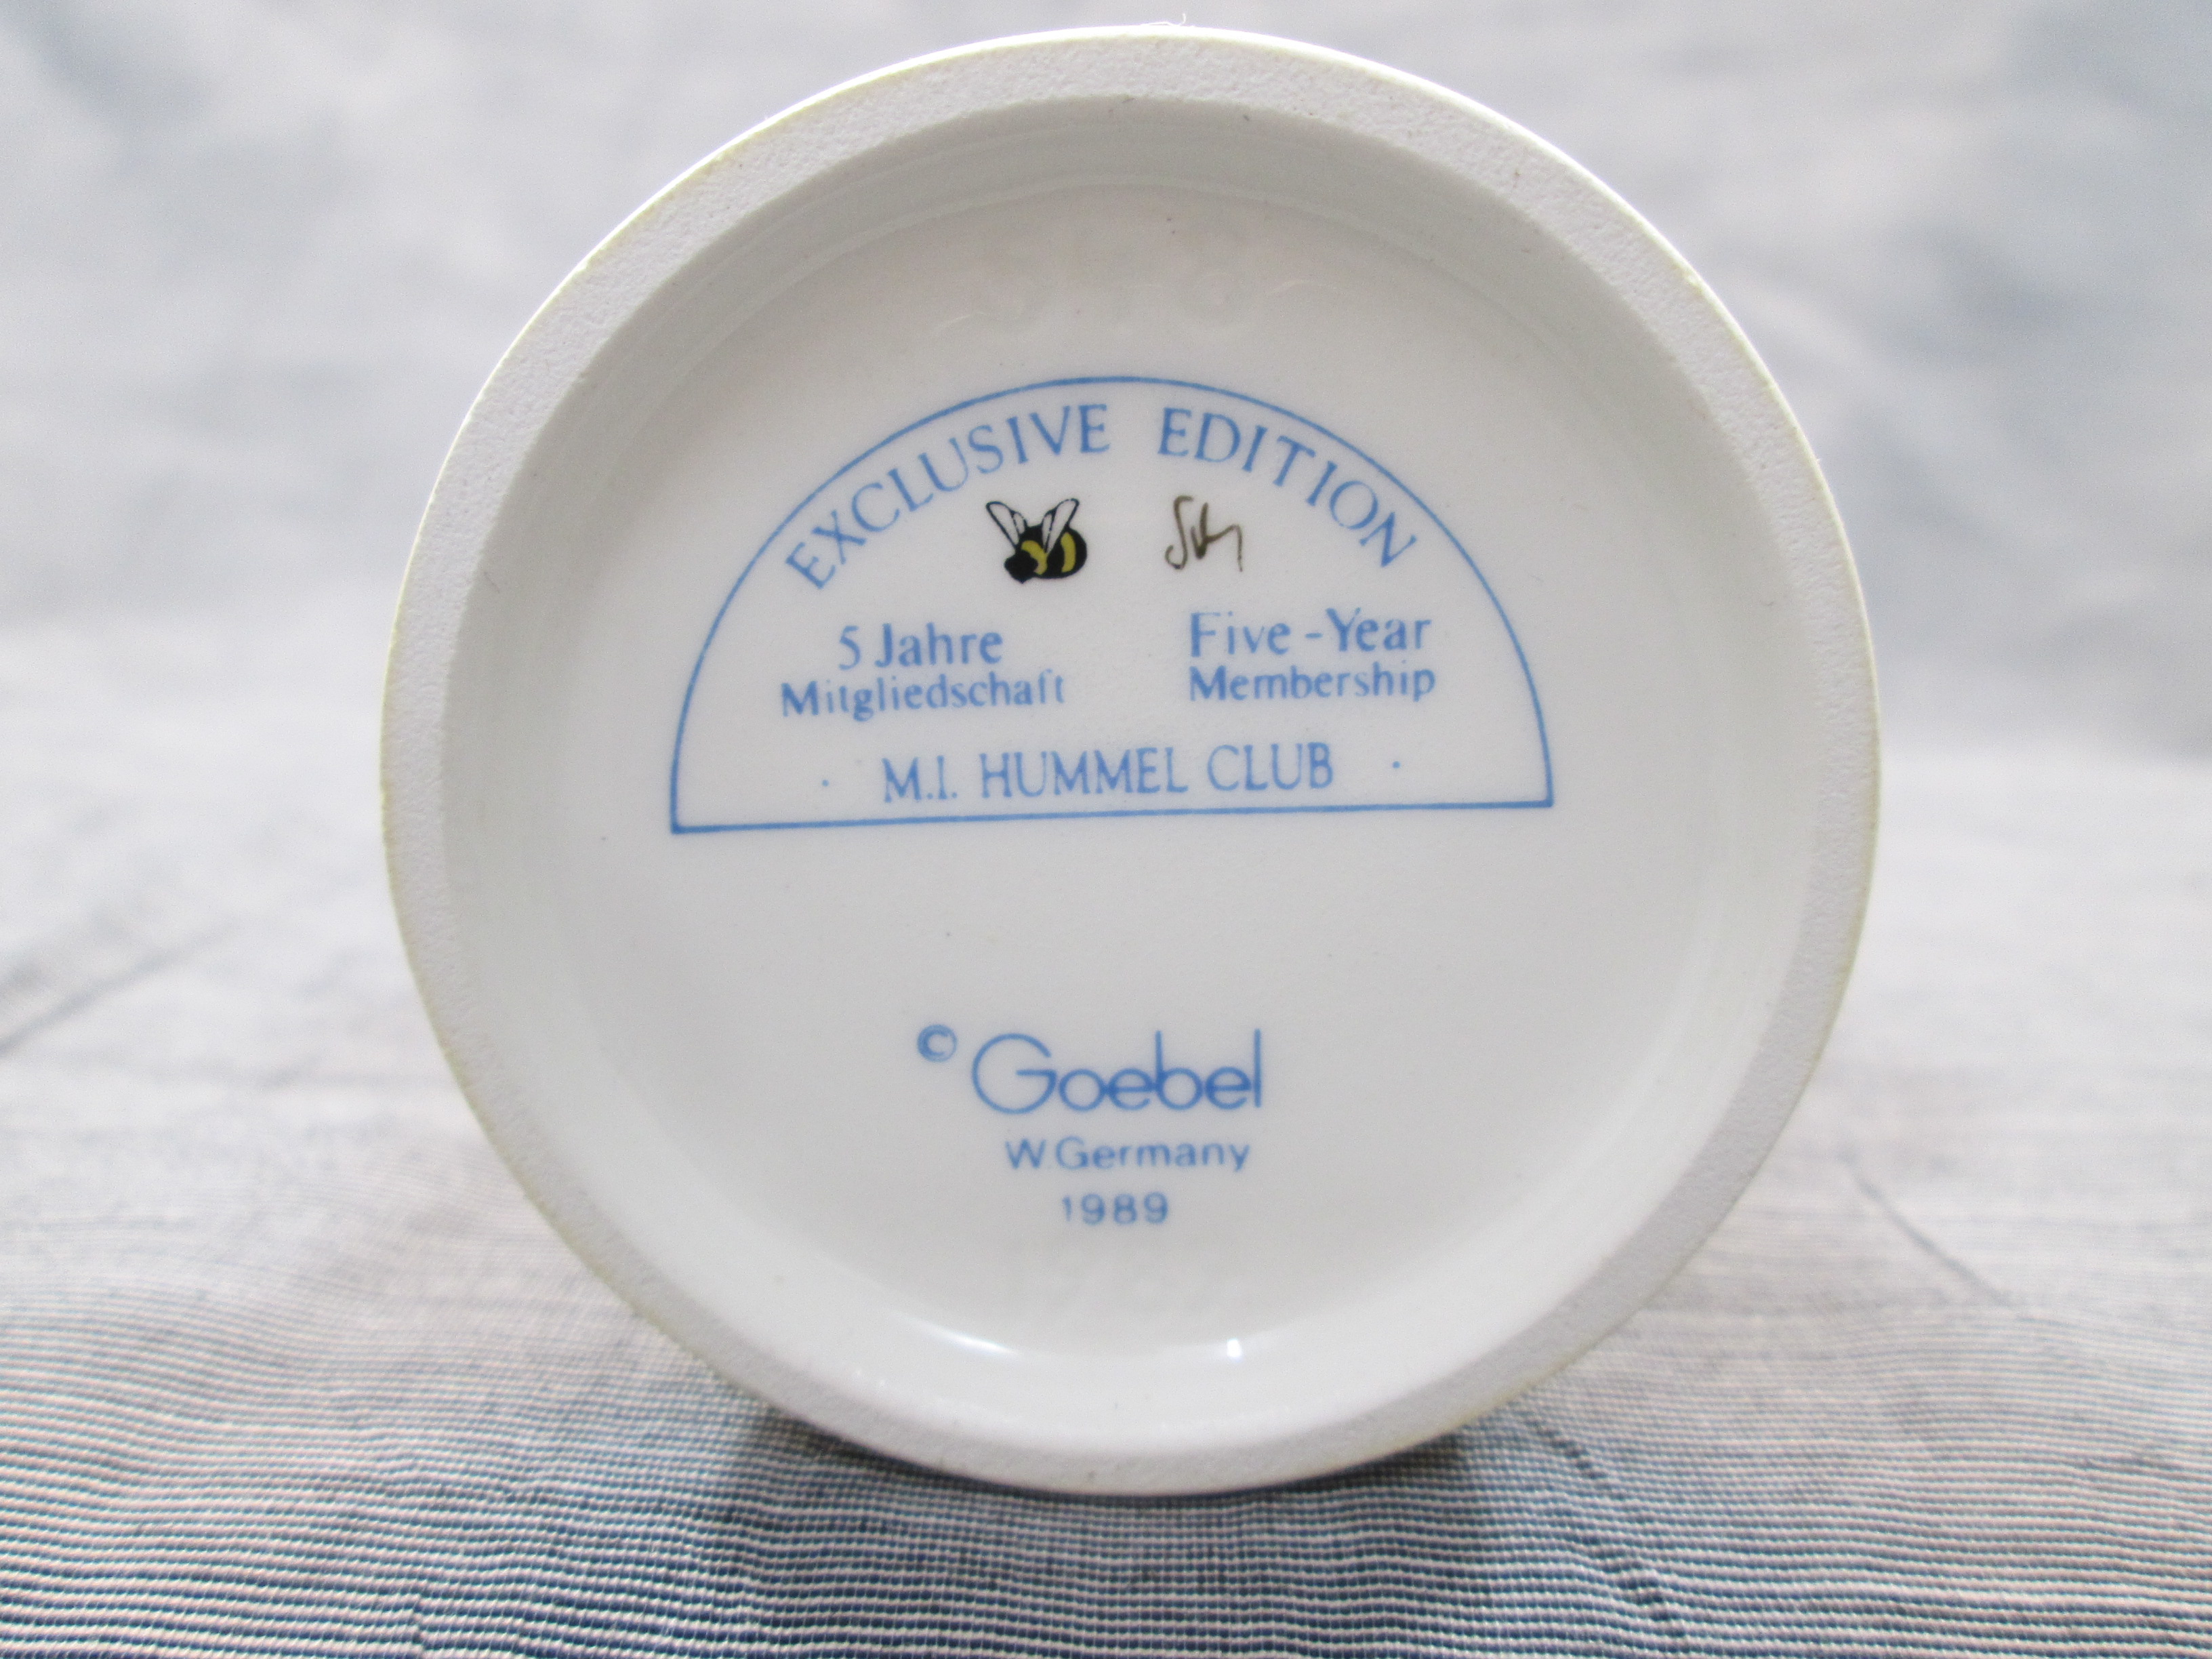 EXCLUSIVE EDITION
5 Jahre
Mitgliedschaft
Five-Year
Membership
· M.I. HUMMEL CLUB ·
© Goebel
W.Germany
1989